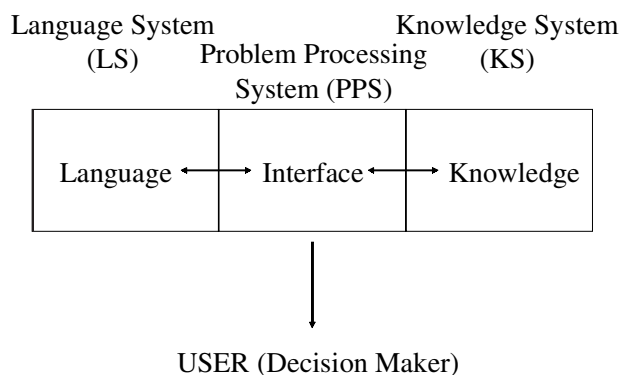 Language System
(LS)
Problem Processing
System (PPS)
Knowledge System
(KS)
Language
Interface
Knowledge
USER (Decision Maker)